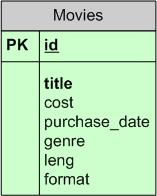 Movies
PK id
title
cost
purchase_date
genre
leng
format